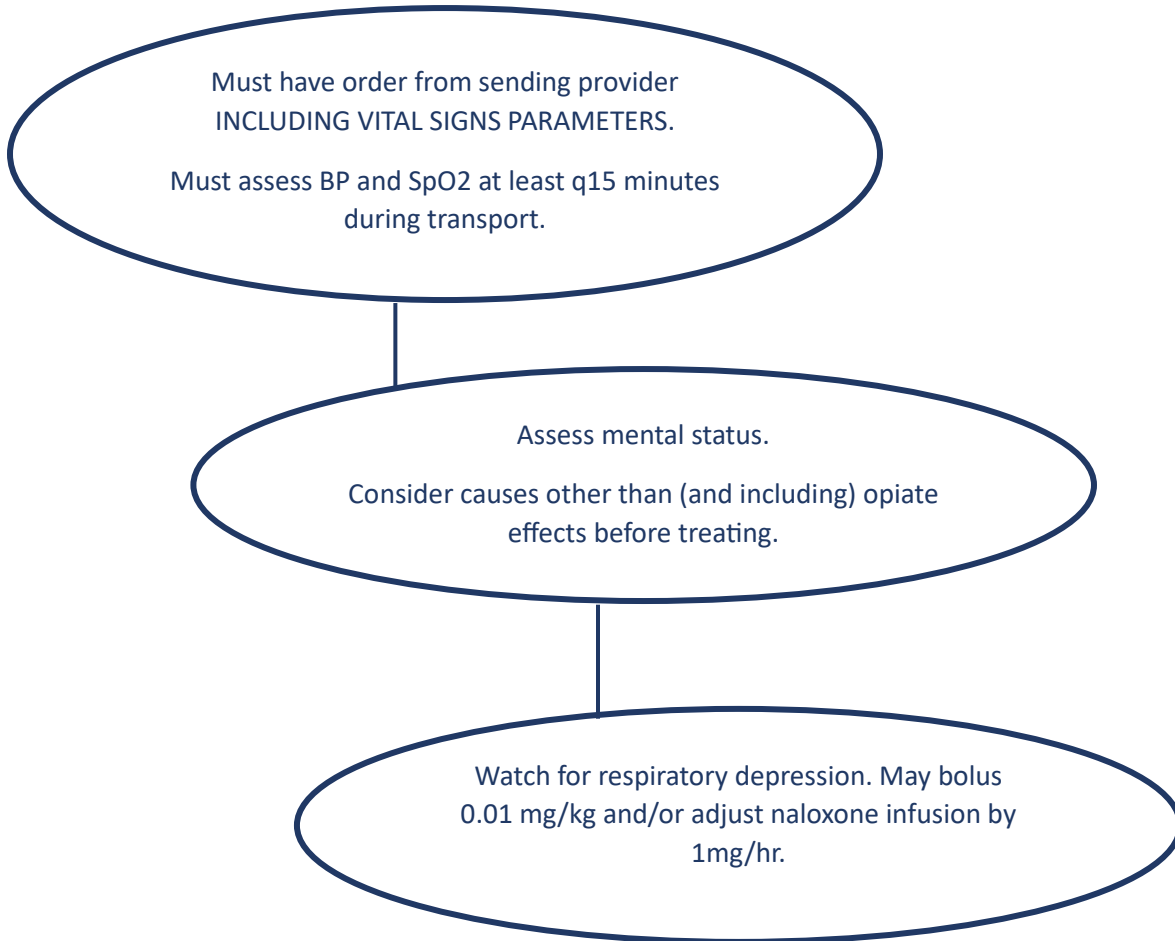 Must have order from sending provider
INCLUDING VITAL SIGNS PARAMETERS.
Must assess BP and SpO2 at least q15 minutes
during transport.
Assess mental status.
Consider causes other than (and including) opiate
effects before treating.
Watch for respiratory depression. May bolus
0.01 mg/kg and/or adjust naloxone infusion by
1mg/hr.